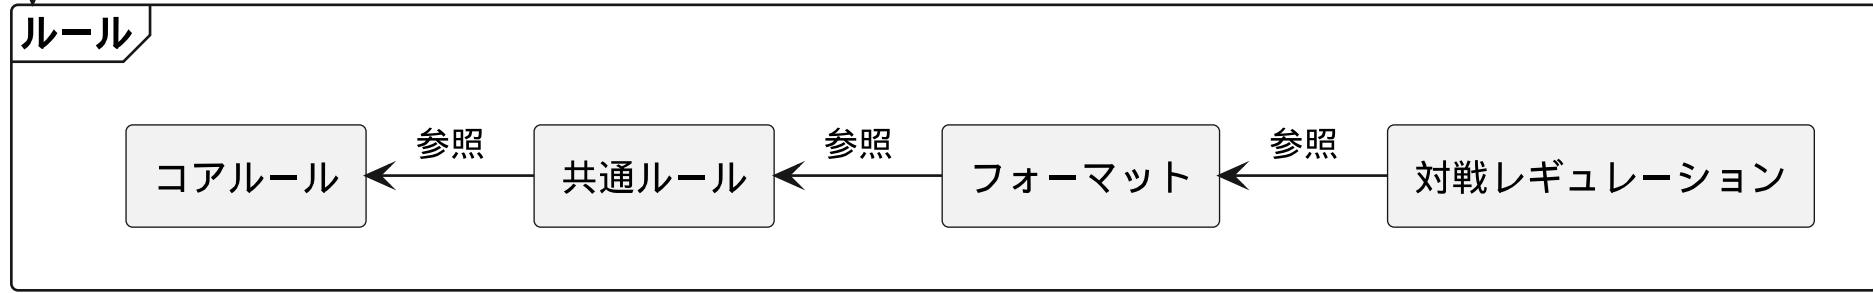 ルール
参照
参照
参照
コアルール
共通ルール
フォーマット
対戦レギュレーション